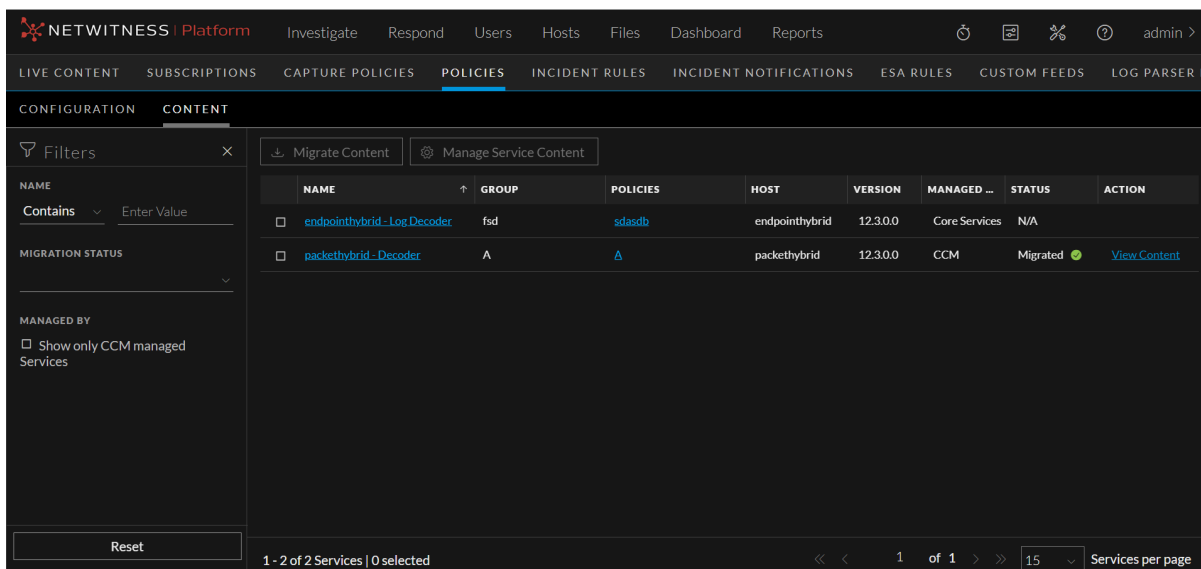 NETWITNESS | Platform Investigate Respond Users Hosts Files Dashboard Reports admin >
LIVE CONTENT SUBSCRIPTIONS CAPTURE POLICIES POLICIES INCIDENT RULES INCIDENT NOTIFICATIONS ESA RULES CUSTOM FEEDS LOG PARSER
CONFIGURATION CONTENT
Filters
Migrate Content Manage Service Content
NAME
Contains Enter Value
MIGRATION STATUS
MANAGED BY
Show only CCM managed
Services
Reset
NAME GROUP POLICIES HOST VERSION MANAGED ... STATUS ACTION
endpointhybrid - Log Decoder fsd sdasdb endpointhybrid 12.3.0.0 Core Services N/A
packethybrid - Decoder A A packethybrid 12.3.0.0 CCM Migrated View Content
1 - 2 of 2 Services | 0 selected
1 of 1 15 Services per page